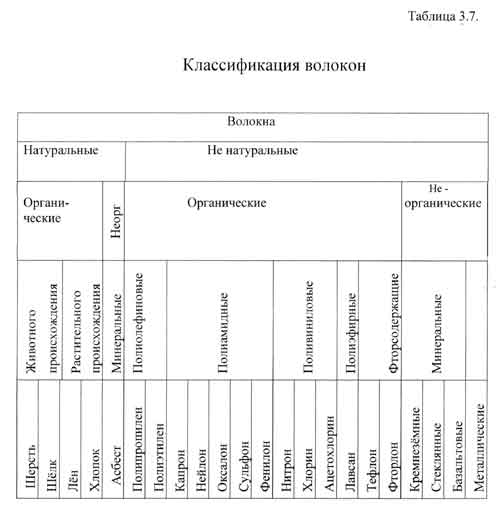 Таблица 3.7.
Классификация волокон
Волокна
Натуральные
Не натуральные
Органи-
ческие
Неорг
Органические
Не -
органические
Животного
происхождения
Растительного
происхождения
Минеральные
Полиолефиновые
Полиамидные
Поливиниловые
Полиэфирные
Фторсодержащие
Минеральные
Шерсть
Шёлк
Лён
Хлопок
Асбест
Полипропилен
Полиэтилен
Капрон
Нейлон
Оксалон
Сульфон
Фенилон
Нитрон
Хлорин
Ацетохлорин
Лавсан
Тефлон
Фторлон
Кремнезёмные
Стеклянные
Базальтовые
Металлические